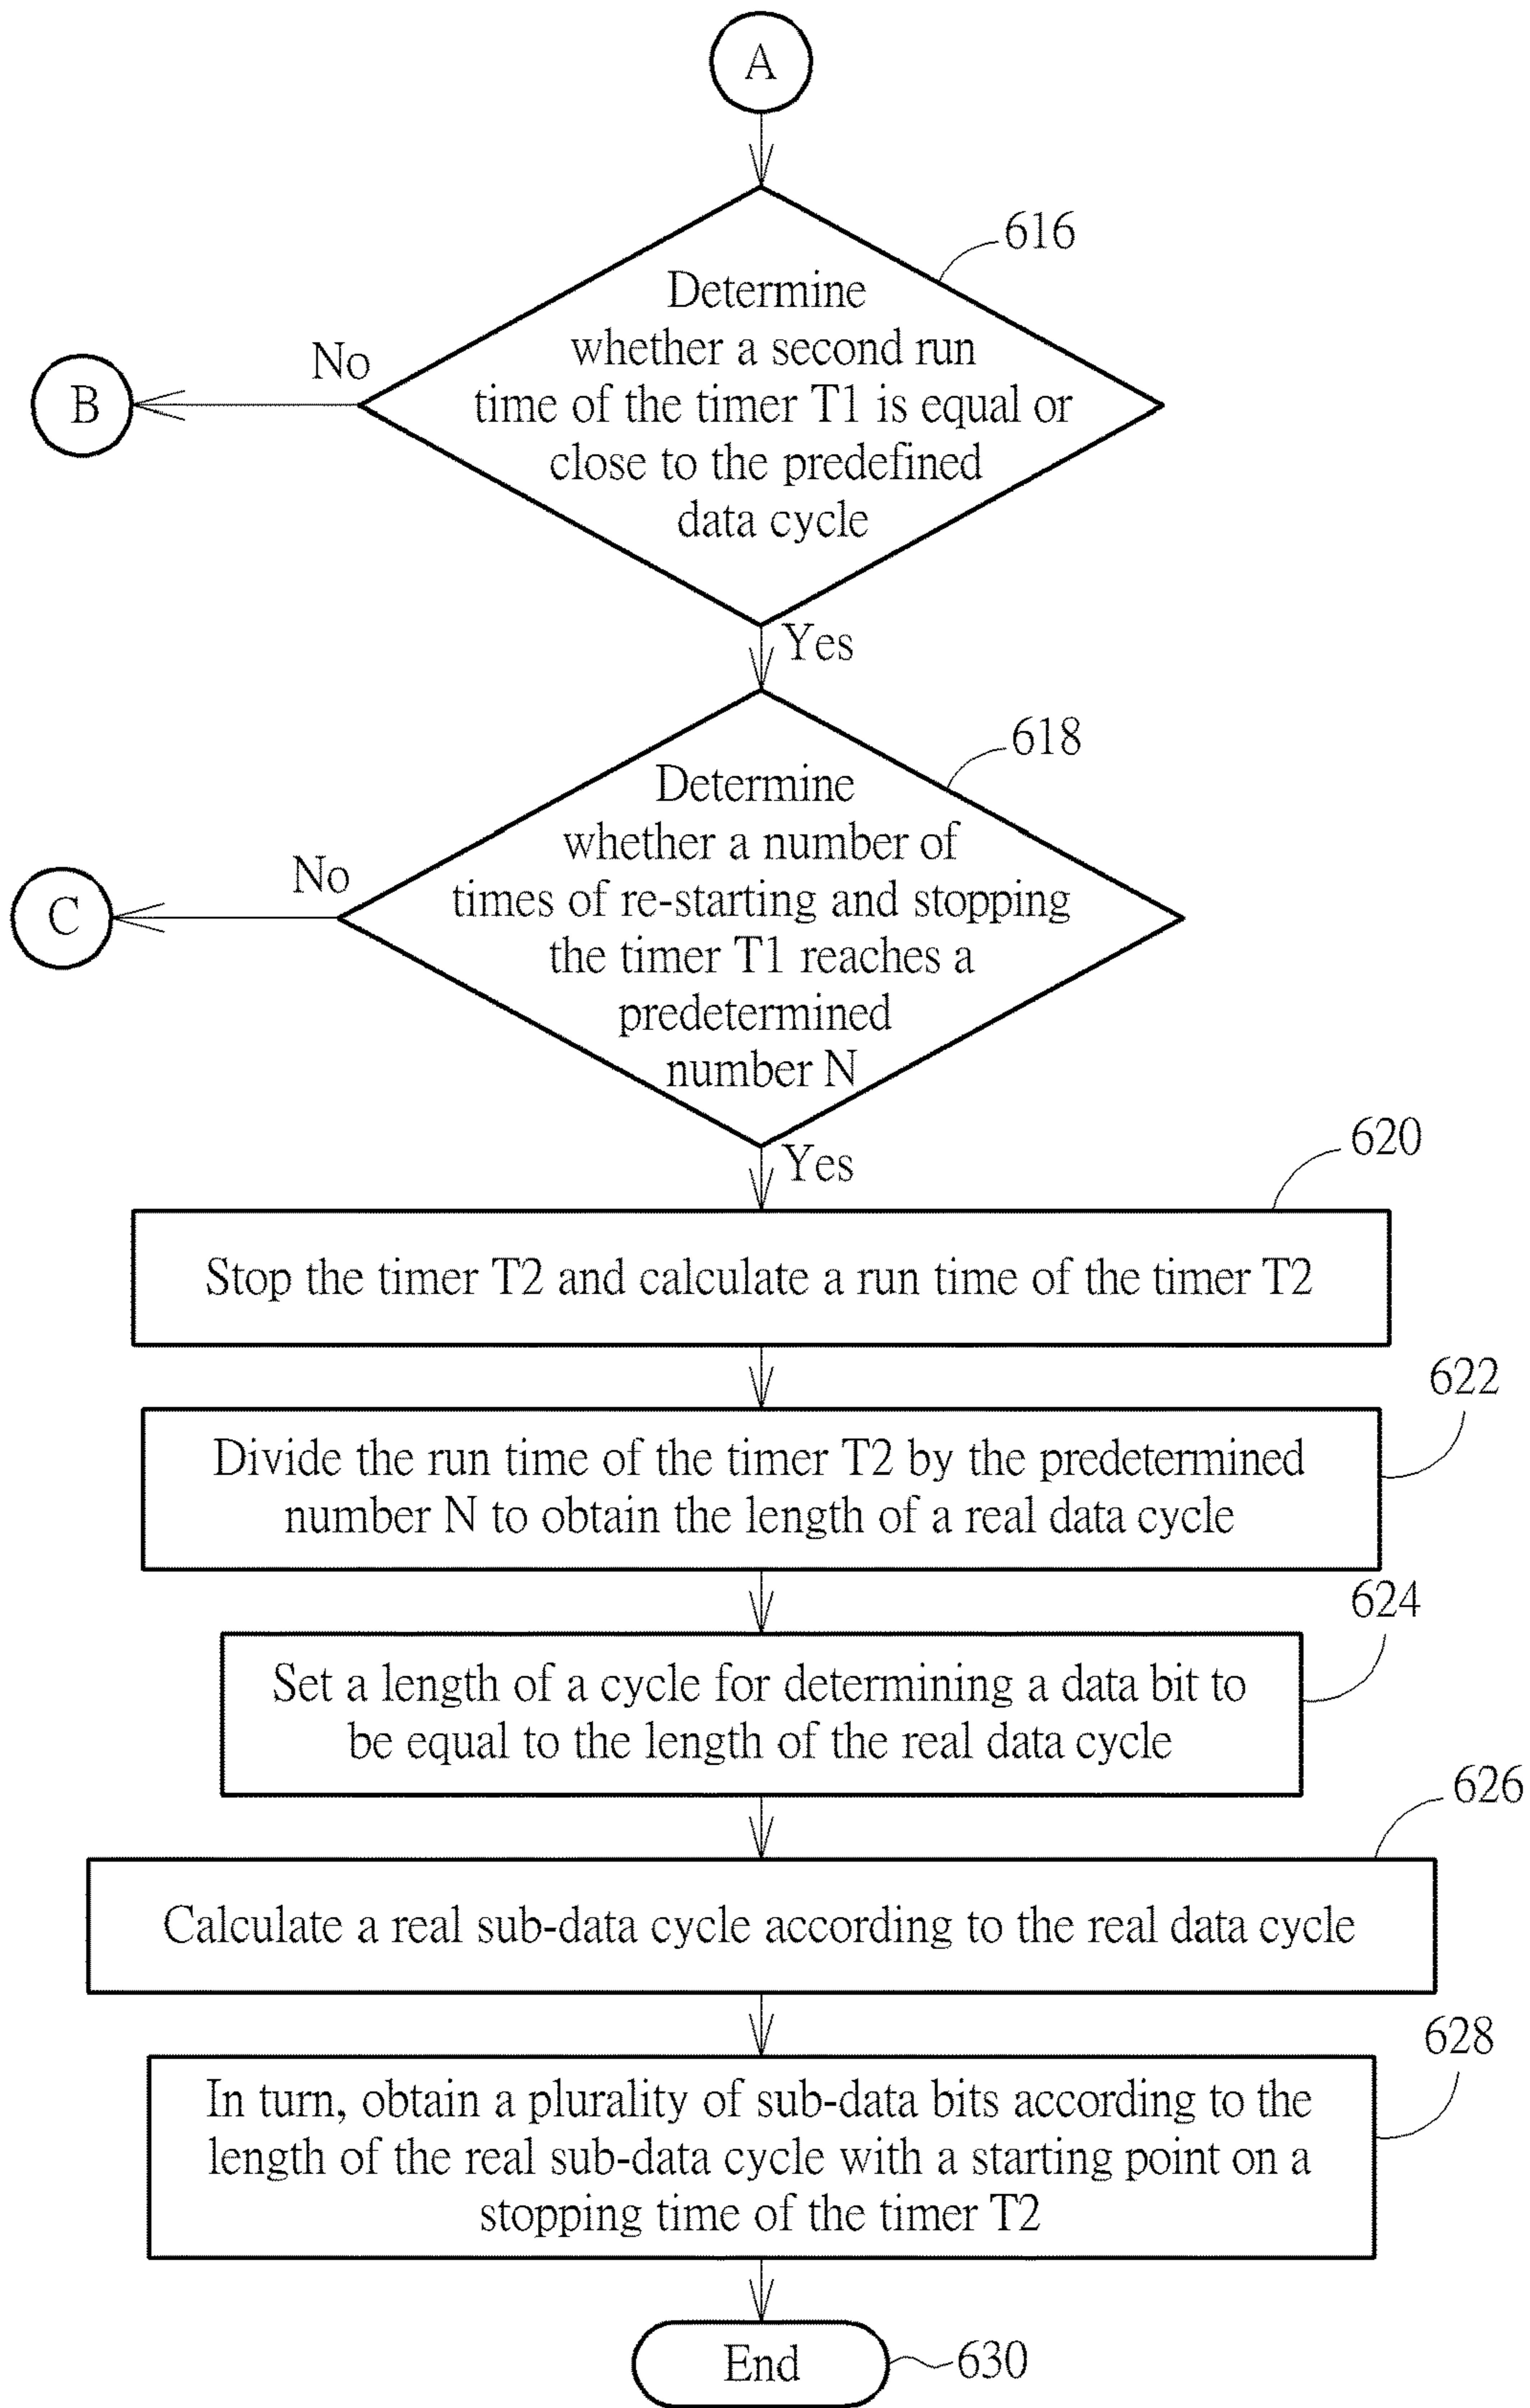 A
616
Determine
whether a second run
time of the timer T1 is equal or
close to the predefined
data cycle
No
B
Yes
618
Determine
whether a number of
times of re-starting and stopping
the timer T1 reaches a
predetermined
number N
No
C
Yes
620
Stop the timer T2 and calculate a run time of the timer T2
622
Divide the run time of the timer T2 by the predetermined
number N to obtain the length of a real data cycle
624
Set a length of a cycle for determining a data bit to
be equal to the length of the real data cycle
626
Calculate a real sub-data cycle according to the real data cycle
628
In turn, obtain a plurality of sub-data bits according to the
length of the real sub-data cycle with a starting point on a
stopping time of the timer T2
End
630